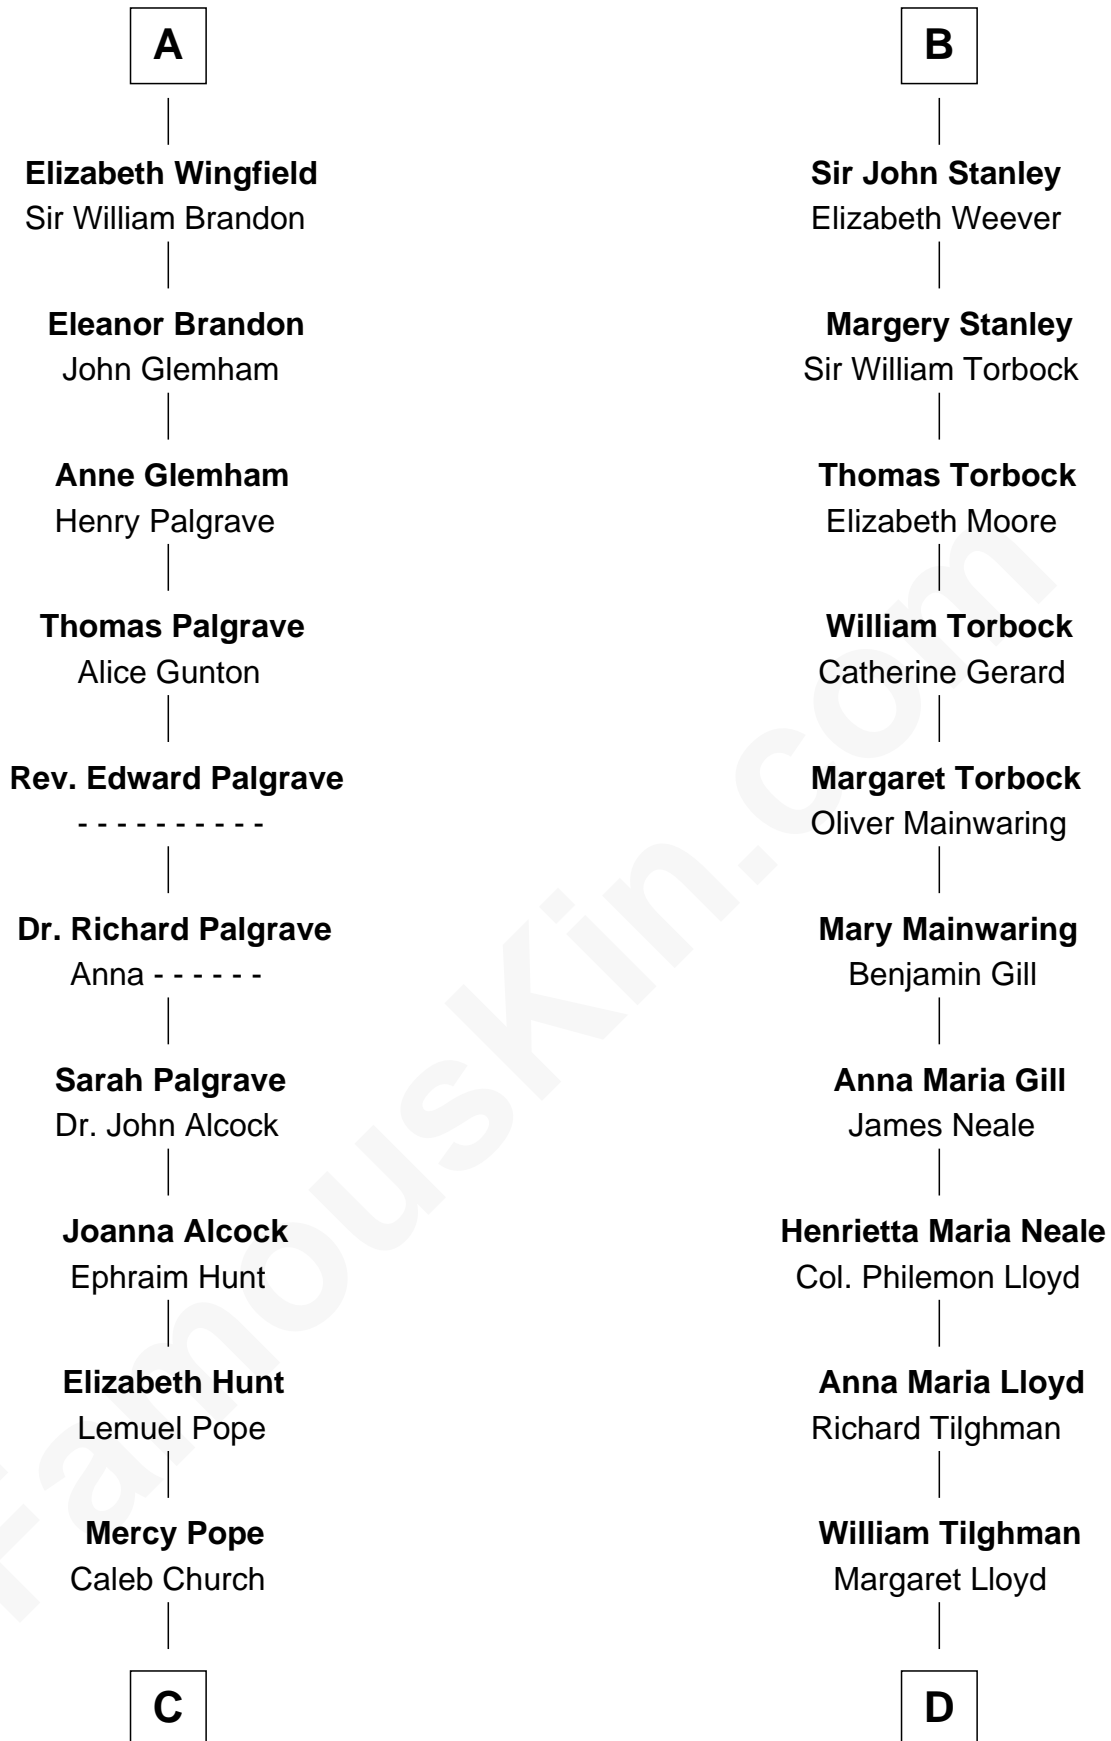 A
Elizabeth Wingfield
Sir William Brandon
Eleanor Brandon
John Glemham
Anne Glemham
Henry Palgrave
Thomas Palgrave
Alice Gunton
Rev. Edward Palgrave
- - - - - - - - - -
Dr. Richard Palgrave
Anna - - - - - -
Sarah Palgrave
Dr. John Alcock
Joanna Alcock
Ephraim Hunt
Elizabeth Hunt
Lemuel Pope
Mercy Pope
Caleb Church
C
B
Sir John Stanley
Elizabeth Weever
Margery Stanley
Sir William Torbock
Thomas Torbock
Elizabeth Moore
William Torbock
Catherine Gerard
Margaret Torbock
Oliver Mainwaring
Mary Mainwaring
Benjamin Gill
Anna Maria Gill
James Neale
Henrietta Maria Neale
Col. Philemon Lloyd
Anna Maria Lloyd
Richard Tilghman
William Tilghman
Margaret Lloyd
D
FamousKin.com